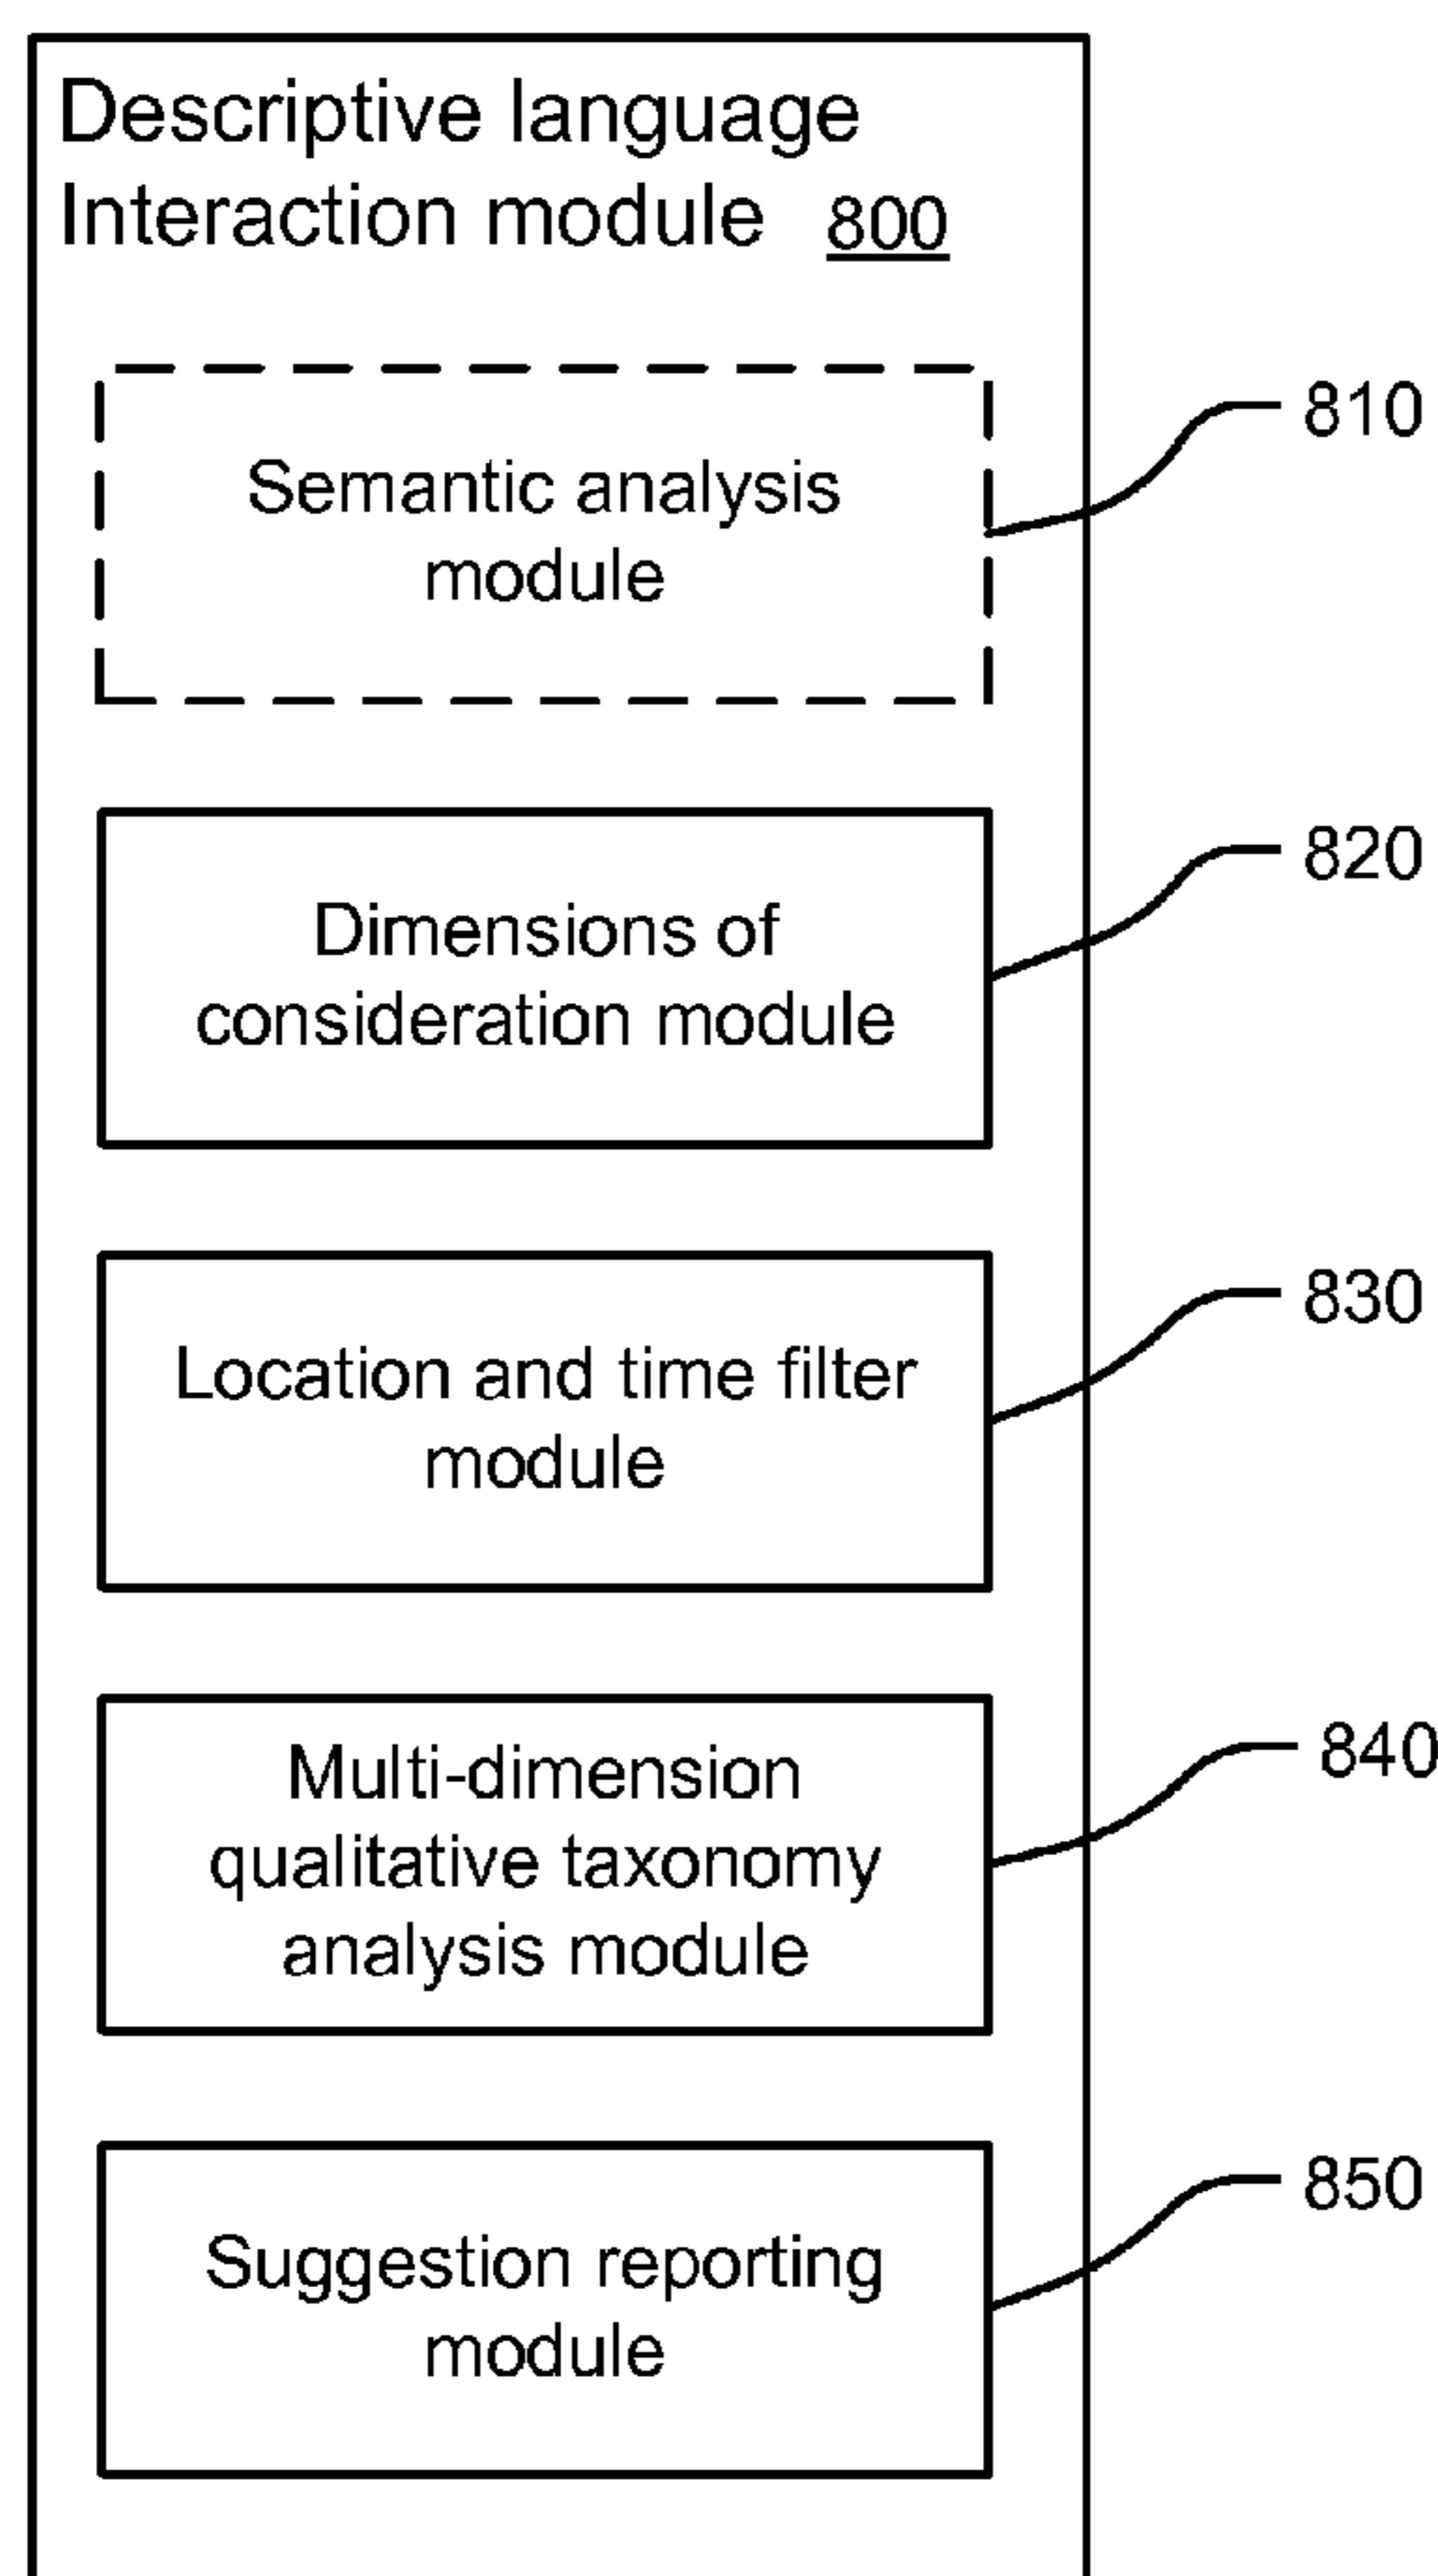 Descriptive language
Interaction module 800
Semantic analysis
module
810
Dimensions of
consideration module
820
Location and time filter
module
830
Multi-dimension
qualitative taxonomy
analysis module
840
Suggestion reporting
module
850